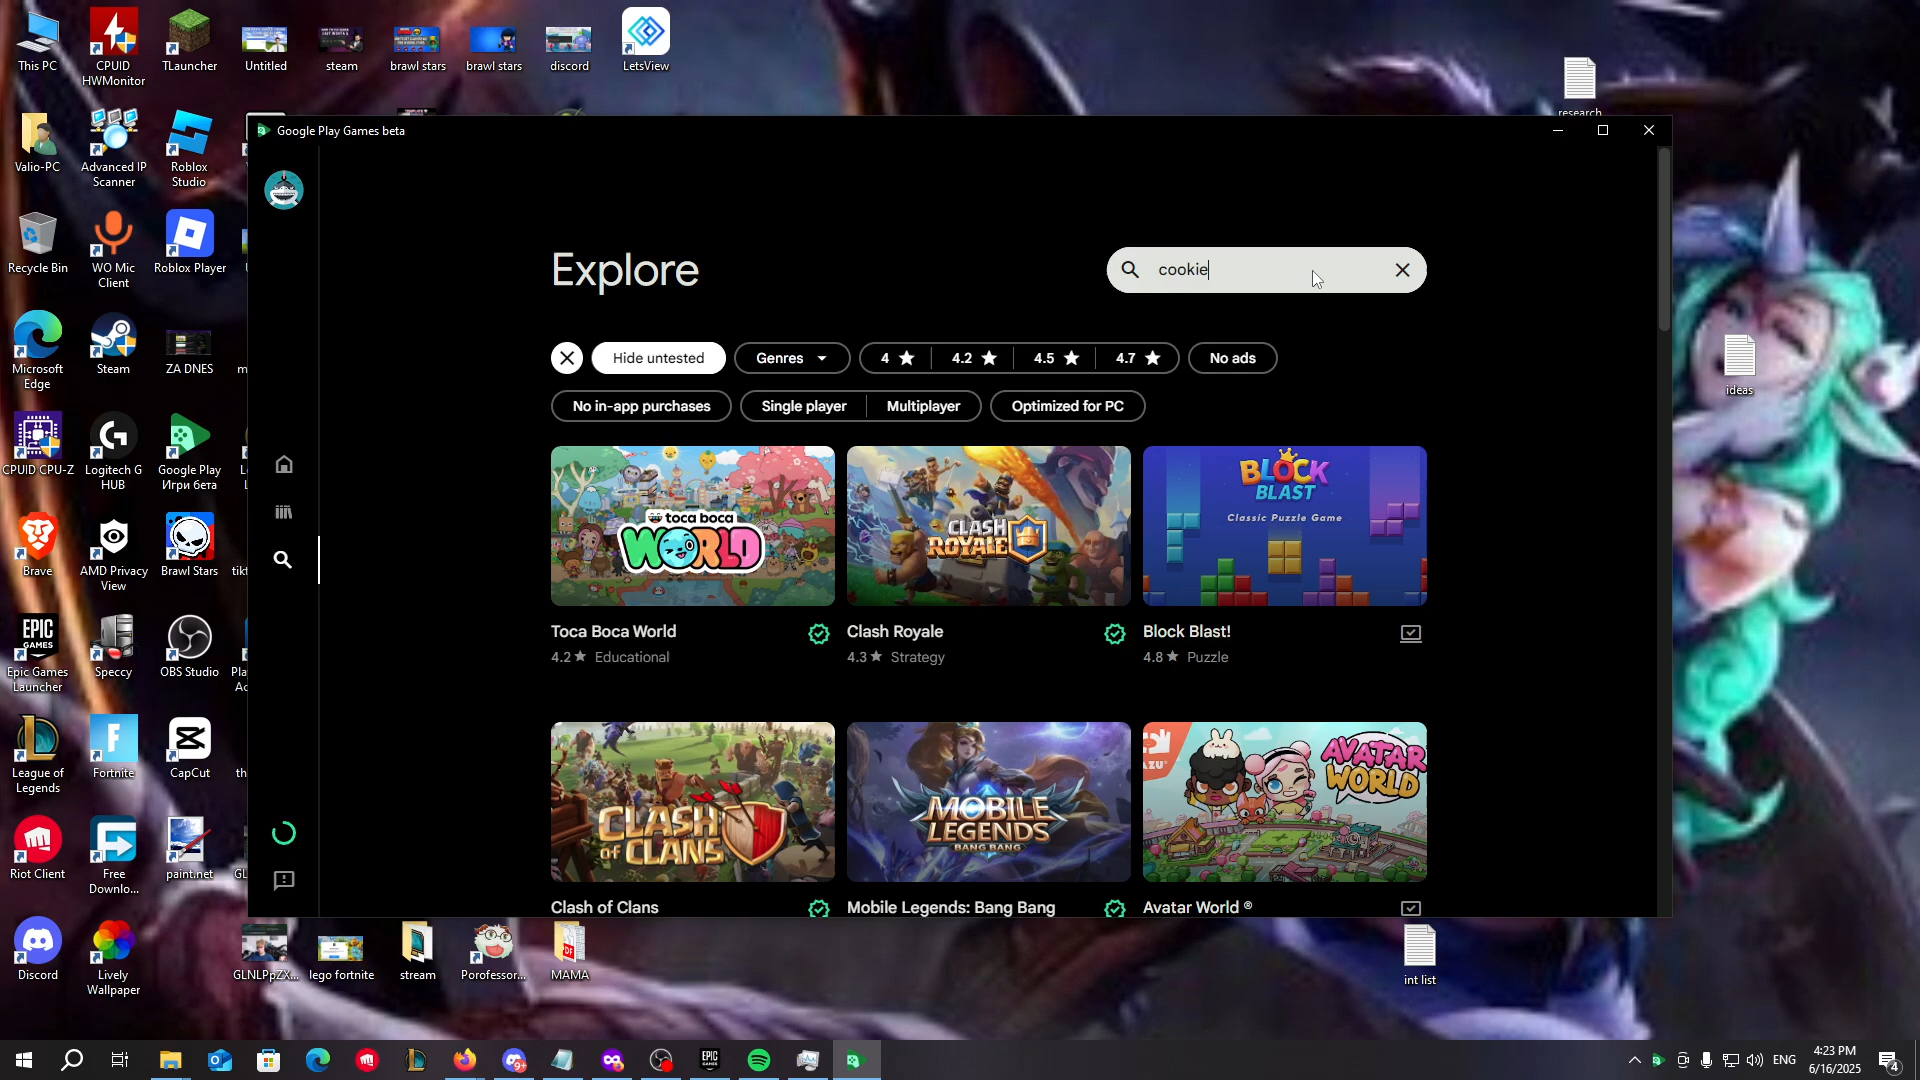 This PC
CPUID
HWMonitor
TLauncher
Untitled
steam
brawl stars
brawl stars
discord
LetsView
research
Valio-PC
Advanced IP
Scanner
Roblox
Studio
Google Play Games beta
Recycle Bin
WO Mic
Client
Roblox Player
Explore
cookie
Microsoft
Edge
Steam
ZA DNES
Hide untested
Genres
4
4.2
4.5
4.7
No ads
ideas
No in-app purchases
Single player
Multiplayer
Optimized for PC
CPUID CPU-Z
Logitech G
HUB
Google Play
Игри бета
toca boca
WORLD
CLASH
ROYALE
BLOCK
BLAST
Classic Puzzle Game
Brave
AMD Privacy
View
Brawl Stars
Toca Boca World
4.2 ★ Educational
Clash Royale
4.3 ★ Strategy
Block Blast!
4.8 ★ Puzzle
EPIC
GAMES
Epic Games
Launcher
Speccy
OBS Studio
League of
Legends
Fortnite
CapCut
CLASH
OF CLANS
MOBILE
LEGENDS
BANG BANG
AVATAR
WORLD
Riot Client
Free
Downlo...
paint.net
Clash of Clans
Mobile Legends: Bang Bang
Avatar World ®
Discord
Lively
Wallpaper
GLNLPpZX...
lego fortnite
stream
Porofessor...
PDF
MAMA
int list
9+
EPIC
ENG
4:23 PM
6/16/2025
4